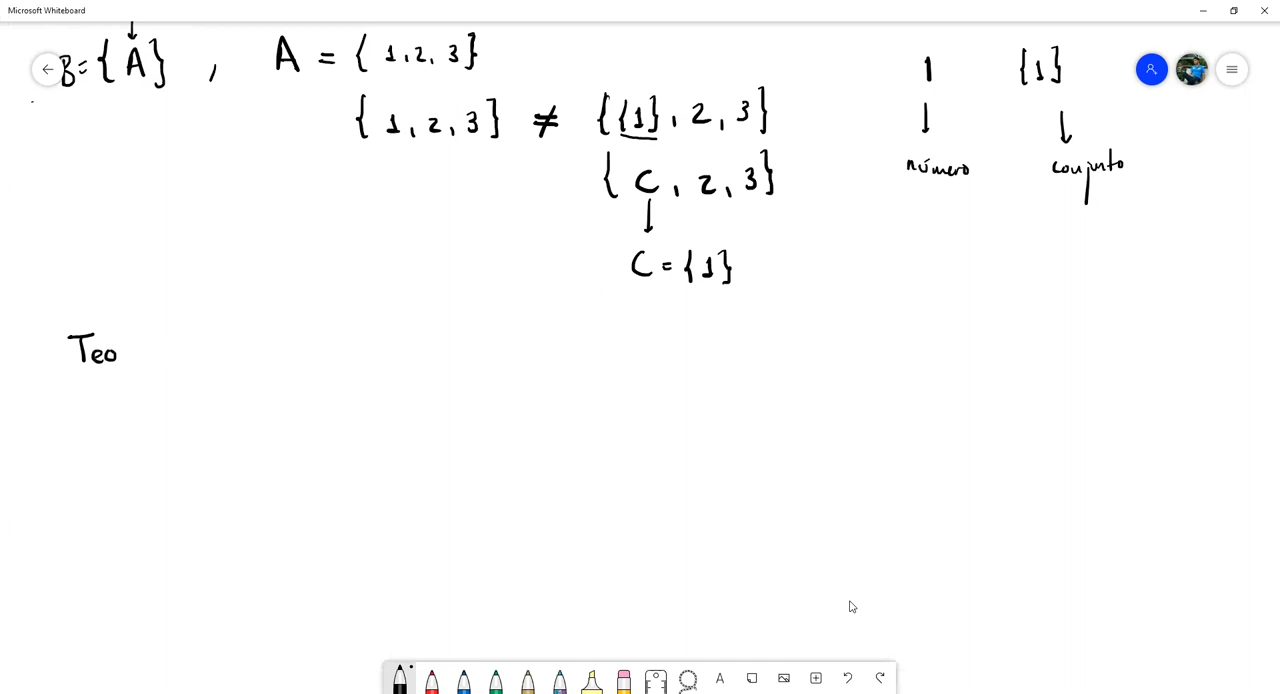 Microsoft Whiteboard
B = { A } , A = { 1, 2, 3 } 1 {1}
{ 1, 2, 3 } ≠ { {1}, 2, 3 }
número conjunto
{ C, 2, 3 }
C = {1}
Teo
A